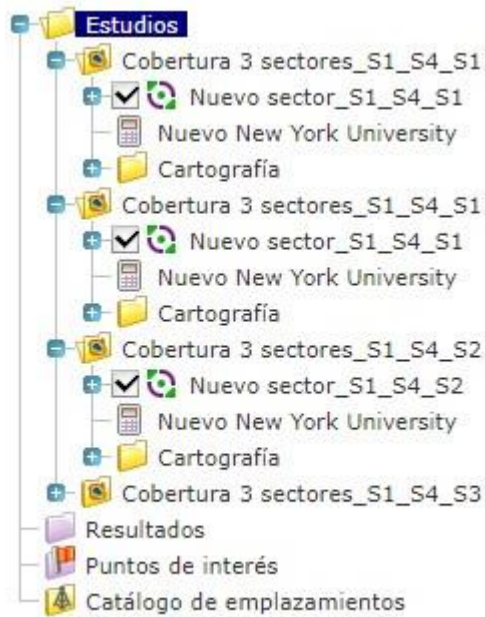 Estudios
Cobertura 3 sectores_S1_S4_S1
Nuevo sector_S1_S4_S1
Nuevo New York University
Cartografía
Cobertura 3 sectores_S1_S4_S1
Nuevo sector_S1_S4_S1
Nuevo New York University
Cartografía
Cobertura 3 sectores_S1_S4_S2
Nuevo sector_S1_S4_S2
Nuevo New York University
Cartografía
Cobertura 3 sectores_S1_S4_S3
Resultados
Puntos de interés
Catálogo de emplazamientos